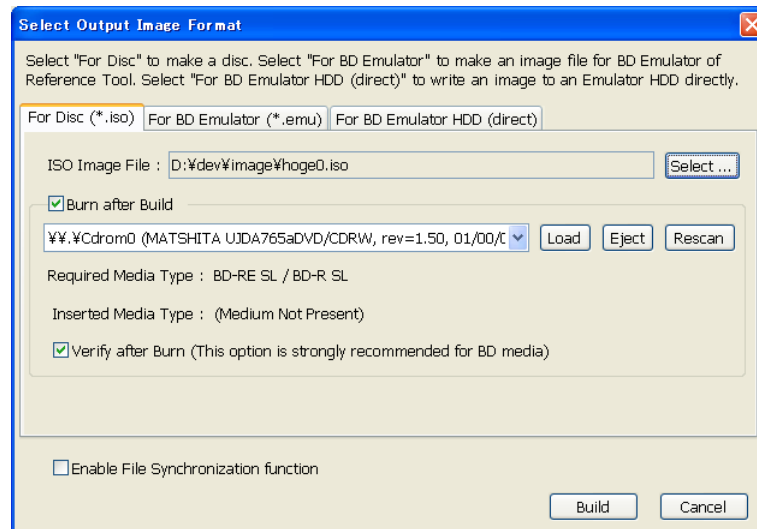 Select Output Image Format
Select "For Disc" to make a disc. Select "For BD Emulator" to make an image file for BD Emulator of
Reference Tool. Select "For BD Emulator HDD (direct)" to write an image to an Emulator HDD directly.
For Disc (*.iso) For BD Emulator (*.emu) For BD Emulator HDD (direct)
ISO Image File : D:¥dev¥image¥hoge0.iso Select ...
Burn after Build
¥¥.¥Cdrom0 (MATSHITA UJDA765aDVD/CDRW, rev=1.50, 01/00/ Load Eject Rescan
Required Media Type : BD-RE SL / BD-R SL
Inserted Media Type : (Medium Not Present)
Verify after Burn (This option is strongly recommended for BD media)
Enable File Synchronization function
Build Cancel